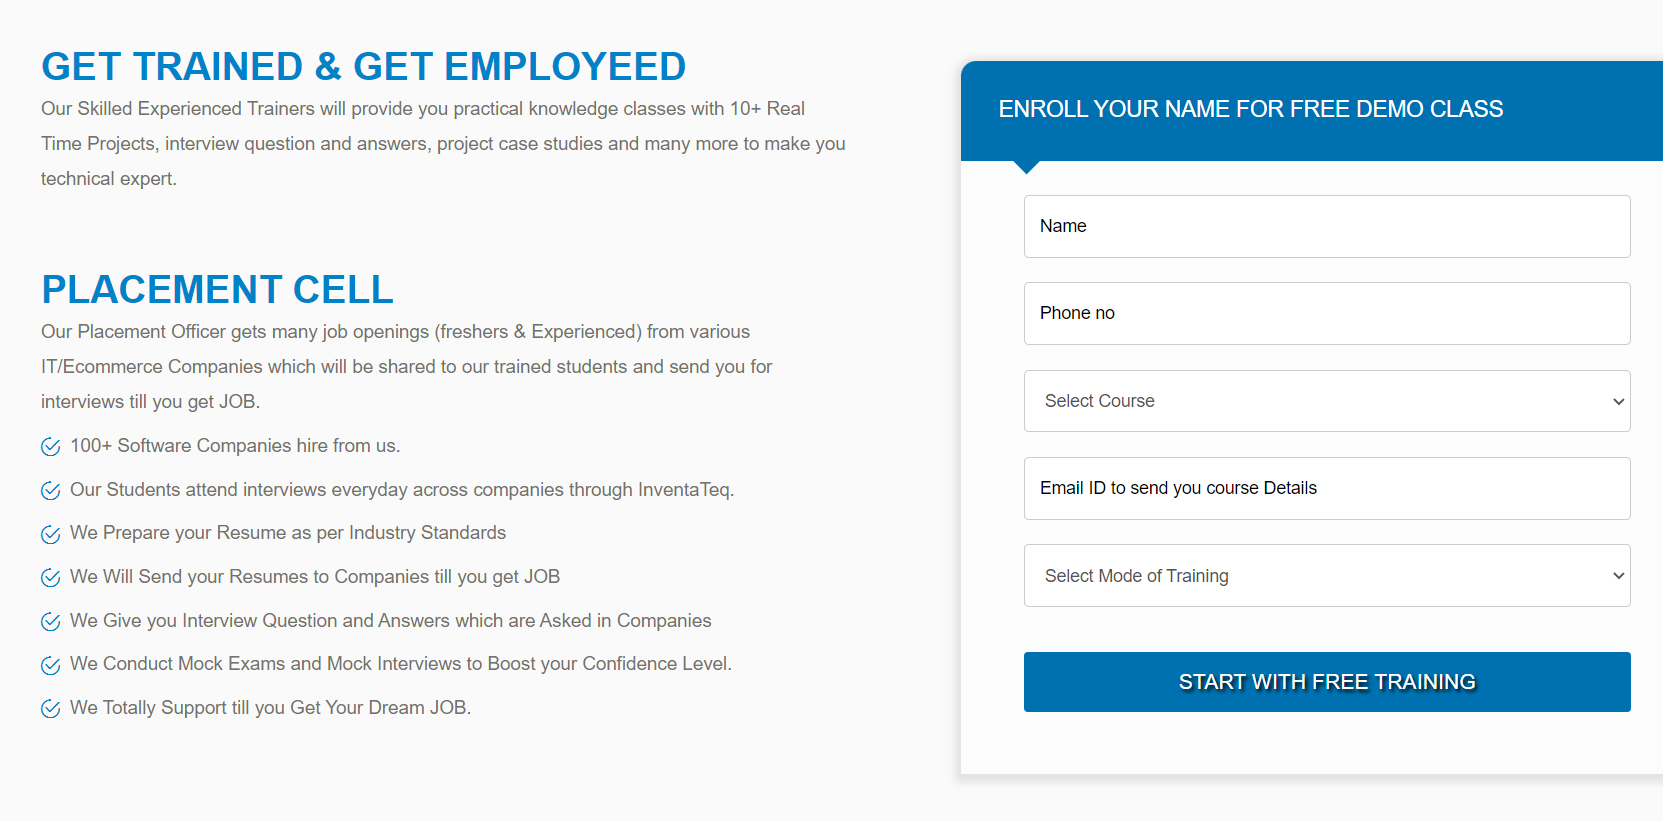 GET TRAINED & GET EMPLOYEED
Our Skilled Experienced Trainers will provide you practical knowledge classes with 10+ Real
Time Projects, interview question and answers, project case studies and many more to make you
technical expert.
PLACEMENT CELL
Our Placement Officer gets many job openings (freshers & Experienced) from various
IT/Ecommerce Companies which will be shared to our trained students and send you for
interviews till you get JOB.
100+ Software Companies hire from us.
Our Students attend interviews everyday across companies through InventaTeq.
We Prepare your Resume as per Industry Standards
We Will Send your Resumes to Companies till you get JOB
We Give you Interview Question and Answers which are Asked in Companies
We Conduct Mock Exams and Mock Interviews to Boost your Confidence Level.
We Totally Support till you Get Your Dream JOB.
ENROLL YOUR NAME FOR FREE DEMO CLASS
Name
Phone no
Select Course
Email ID to send you course Details
Select Mode of Training
START WITH FREE TRAINING